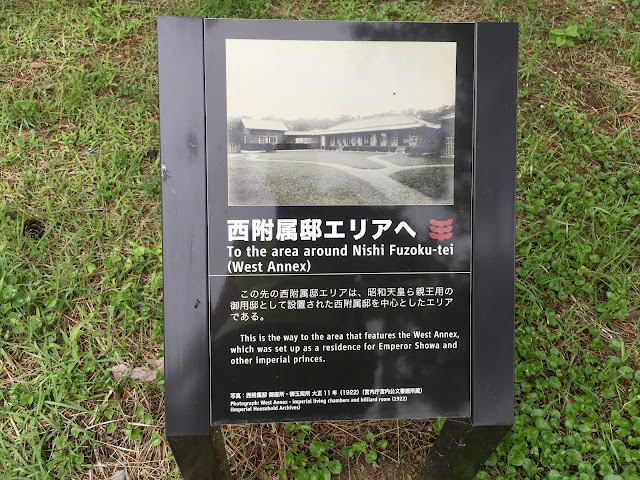 西附属邸エリアへ
To the area around Nishi Fuzoku-tei
(West Annex)
この先の西附属邸エリアは、昭和天皇ら親王用の
御用邸として設置された西附属邸を中心としたエリア
である。
This is the way to the area that features the West Annex,
which was set up as a residence for Emperor Showa and
other imperial princes.
写真：西附属邸 御座所・御玉突所 大正11年（1922）（宮内庁宮内公文書館所蔵）
Photograph: West Annex - imperial living chambers and billiard room (1922)
(Imperial Household Archives)